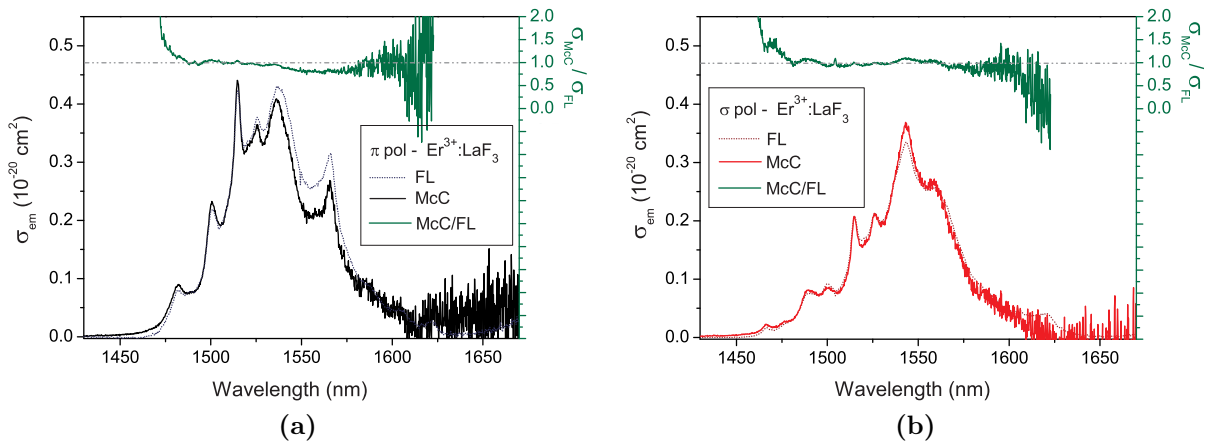 0.5
0.4
0.3
0.2
0.1
0.0
σem (10⁻²⁰ cm²)
2.0
1.5
1.0
0.5
0.0
σMcC / σFL
π pol - Er³⁺:LaF₃
FL
McC
McC/FL
1450 1500 1550 1600 1650
Wavelength (nm)
(a)
0.5
0.4
0.3
0.2
0.1
0.0
σem (10⁻²⁰ cm²)
2.0
1.5
1.0
0.5
0.0
σMcC / σFL
σ pol - Er³⁺:LaF₃
FL
McC
McC/FL
1450 1500 1550 1600 1650
Wavelength (nm)
(b)